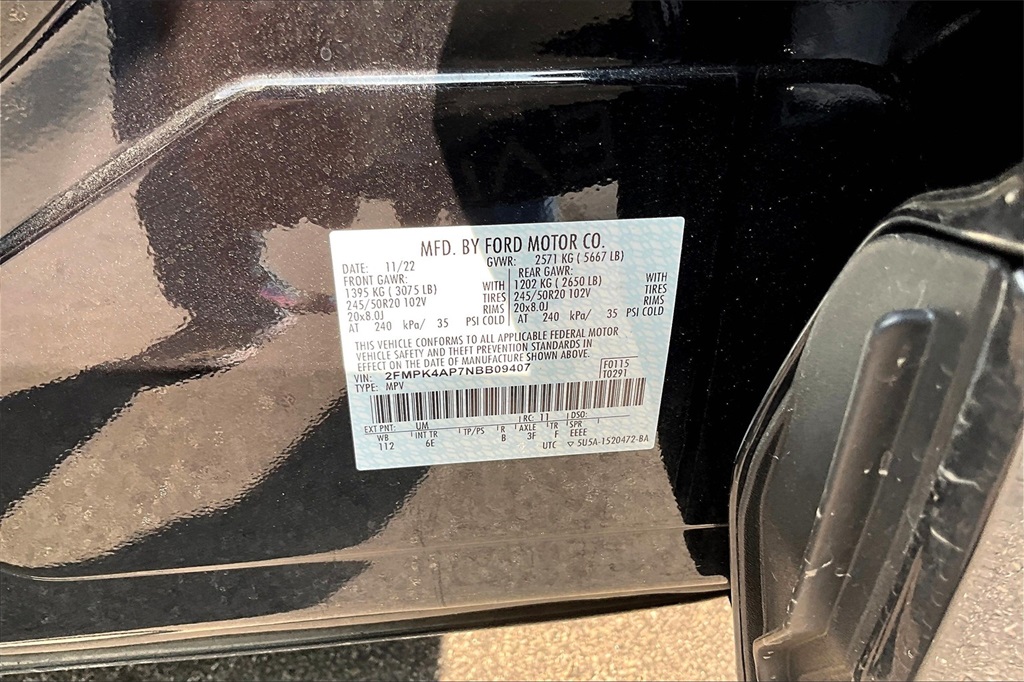 MFD. BY FORD MOTOR CO.
DATE: 11/22 GVWR: 2571 KG ( 5667 LB)
FRONT GAWR: REAR GAWR:
1395 KG ( 3075 LB) WITH 1202 KG ( 2650 LB) WITH
245/50R20 102V TIRES 245/50R20 102V TIRES
20x8.0J RIMS 20x8.0J RIMS
AT 240 kPa/ 35 PSI COLD AT 240 kPa/ 35 PSI COLD
THIS VEHICLE CONFORMS TO ALL APPLICABLE FEDERAL MOTOR
VEHICLE SAFETY AND THEFT PREVENTION STANDARDS IN
EFFECT ON THE DATE OF MANUFACTURE SHOWN ABOVE.
VIN: 2FMPK4AP7NBB09407 F0115
TYPE: MPV T0291
EXT PNT: UM RC: 11 DSO:
WB INT TR TP/PS R AXLE TR SPR
112 6E B 3F F EEEE
UTC ▽ 5U5A-1520472-BA